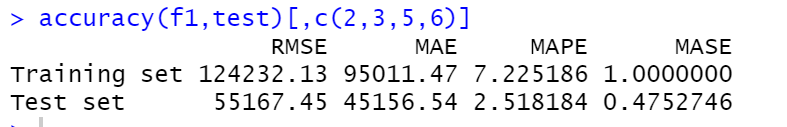 > accuracy(f1,test)[,c(2,3,5,6)]
RMSE MAE MAPE MASE
Training set 124232.13 95011.47 7.225186 1.0000000
Test set 55167.45 45156.54 2.518184 0.4752746